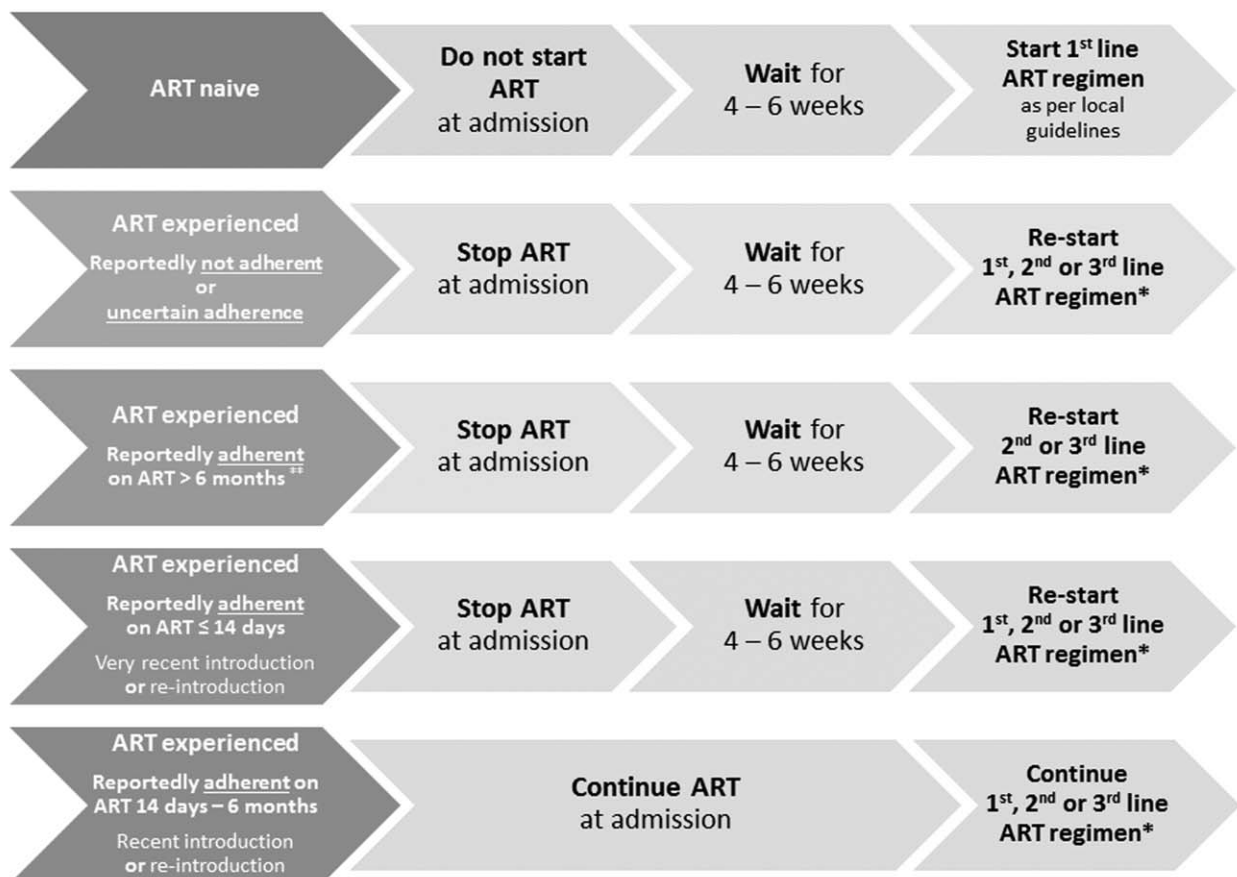 ART naive
Do not start
ART
at admission
Wait for
4 – 6 weeks
Start 1st line
ART regimen
as per local
guidelines
ART experienced
Reportedly not adherent
or
uncertain adherence
Stop ART
at admission
Wait for
4 – 6 weeks
Re-start
1st, 2nd or 3rd line
ART regimen*
ART experienced
Reportedly adherent
on ART > 6 months**
Stop ART
at admission
Wait for
4 – 6 weeks
Re-start
2nd or 3rd line
ART regimen*
ART experienced
Reportedly adherent
on ART ≤ 14 days
Very recent introduction
or re-introduction
Stop ART
at admission
Wait for
4 – 6 weeks
Re-start
1st, 2nd or 3rd line
ART regimen*
ART experienced
Reportedly adherent on
ART 14 days – 6 months
Recent introduction
or re-introduction
Continue ART
at admission
Continue
1st, 2nd or 3rd line
ART regimen*